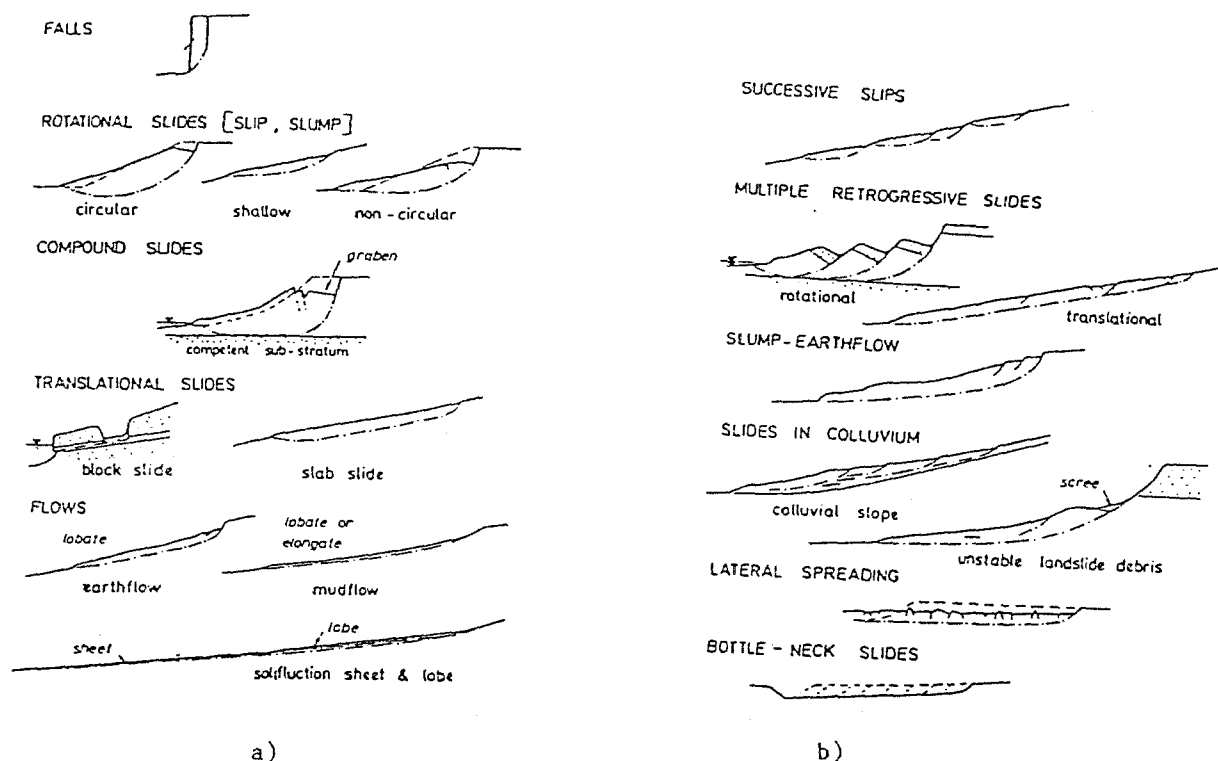 FALLS
ROTATIONAL SLIDES [SLIP, SLUMP]
circular
shallow
non-circular
COMPOUND SLIDES
graben
competent sub-stratum
TRANSLATIONAL SLIDES
block slide
slab slide
FLOWS
lobate
lobate or
elongate
earthflow
mudflow
sheet
lobe
solifluction sheet & lobe
a)
SUCCESSIVE SLIPS
MULTIPLE RETROGRESSIVE SLIDES
rotational
translational
SLUMP-EARTHFLOW
SLIDES IN COLLUVIUM
scree
colluvial slope
unstable landslide debris
LATERAL SPREADING
BOTTLE-NECK SLIDES
b)